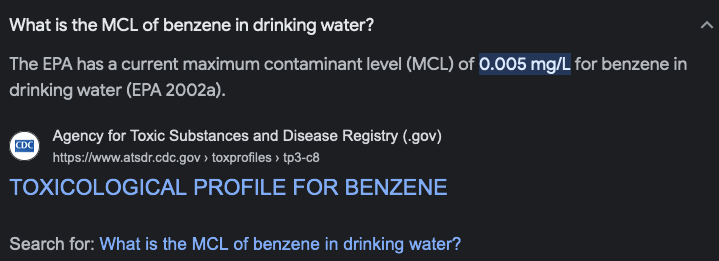 What is the MCL of benzene in drinking water?
The EPA has a current maximum contaminant level (MCL) of 0.005 mg/L for benzene in
drinking water (EPA 2002a).
CDC
Agency for Toxic Substances and Disease Registry (.gov)
https://www.atsdr.cdc.gov › toxprofiles › tp3-c8
TOXICOLOGICAL PROFILE FOR BENZENE
Search for: What is the MCL of benzene in drinking water?